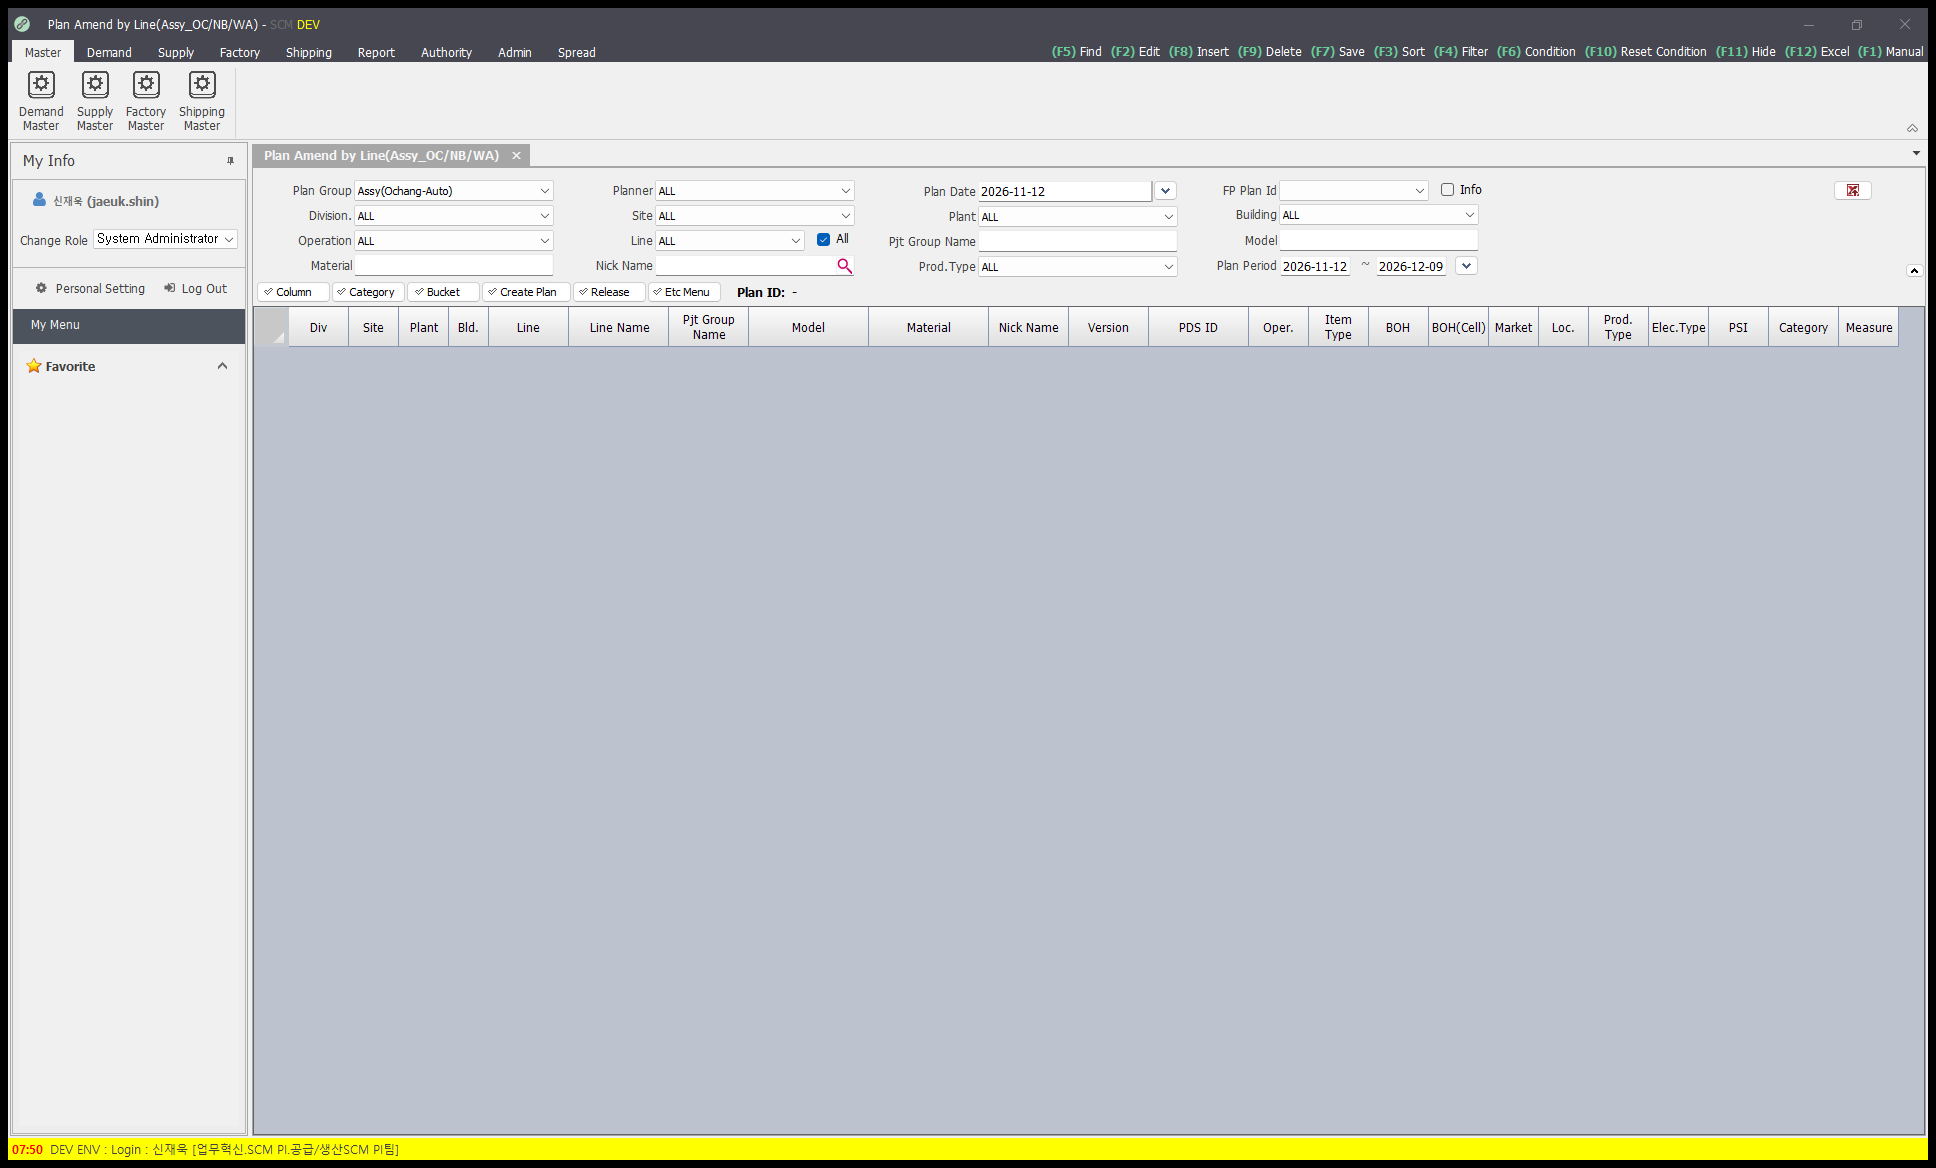 Plan Amend by Line(Assy_OC/NB/WA) - SCM DEV
Master Demand Supply Factory Shipping Report Authority Admin Spread (F5) Find (F2) Edit (F8) Insert (F9) Delete (F7) Save (F3) Sort (F4) Filter (F6) Condition (F10) Reset Condition (F11) Hide (F12) Excel (F1) Manual
Demand Master
Supply Master
Factory Master
Shipping Master
My Info
신재욱 (jaeuk.shin)
Change Role System Administrator
Personal Setting Log Out
My Menu
Favorite
Plan Amend by Line(Assy_OC/NB/WA)
Plan Group Assy(Ochang-Auto) Planner ALL Plan Date 2026-11-12 FP Plan Id Info
Division. ALL Site ALL Plant ALL Building ALL
Operation ALL Line ALL All Pjt Group Name Model
Material Nick Name Prod.Type ALL Plan Period 2026-11-12 ~ 2026-12-09
Column Category Bucket Create Plan Release Etc Menu Plan ID: -
Div Site Plant Bld. Line Line Name Pjt Group Name Model Material Nick Name Version PDS ID Oper. Item Type BOH BOH(Cell) Market Loc. Prod. Type Elec.Type PSI Category Measure
07:50 DEV ENV : Login : 신재욱 [업무혁신.SCM PI.공급/생산SCM PI팀]